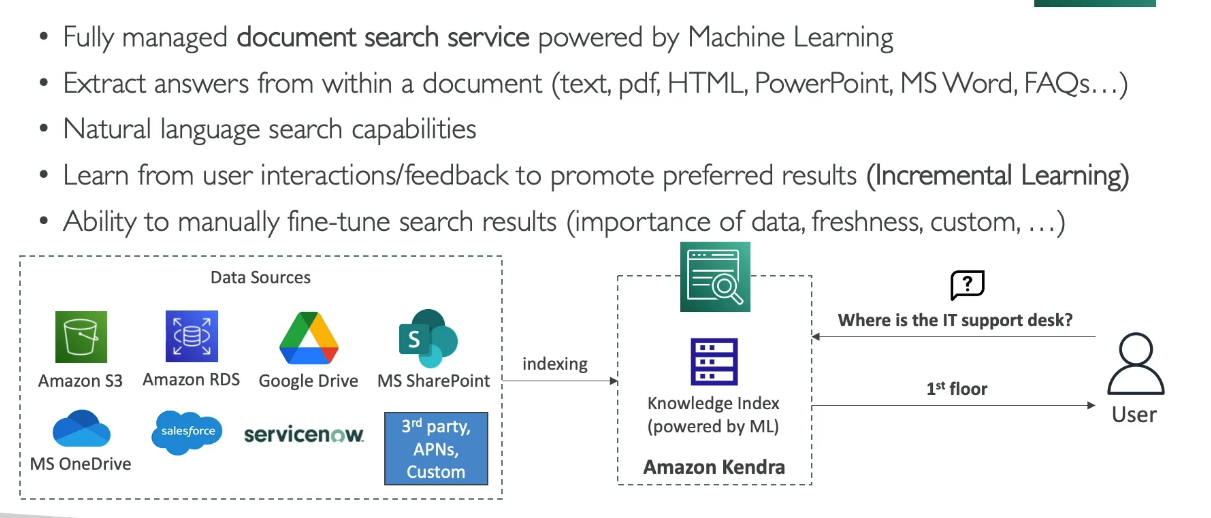 • Fully managed document search service powered by Machine Learning
• Extract answers from within a document (text, pdf, HTML, PowerPoint, MS Word, FAQs…)
• Natural language search capabilities
• Learn from user interactions/feedback to promote preferred results (Incremental Learning)
• Ability to manually fine-tune search results (importance of data, freshness, custom, …)
Data Sources
Amazon S3
Amazon RDS
Google Drive
S
MS SharePoint
MS OneDrive
salesforce
servicenow
3rd party,
APNs,
Custom
indexing
Knowledge Index
(powered by ML)
Amazon Kendra
?
Where is the IT support desk?
1st floor
User